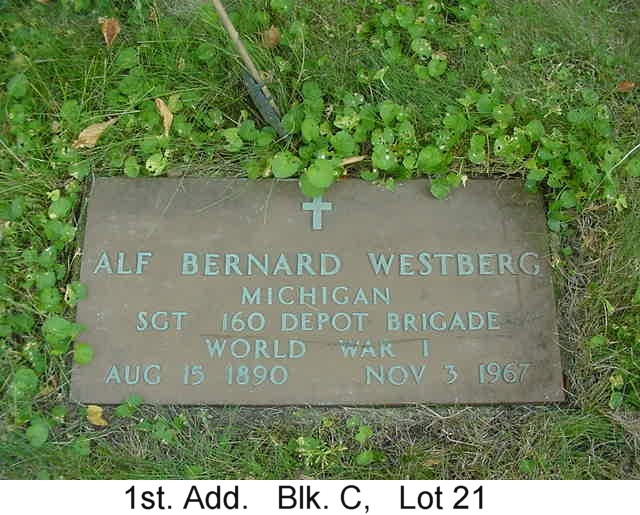 ALF BERNARD WESTBERG
MICHIGAN
SGT 160 DEPOT BRIGADE
WORLD WAR I
AUG 15 1890 NOV 3 1967
1st. Add. Blk. C, Lot 21